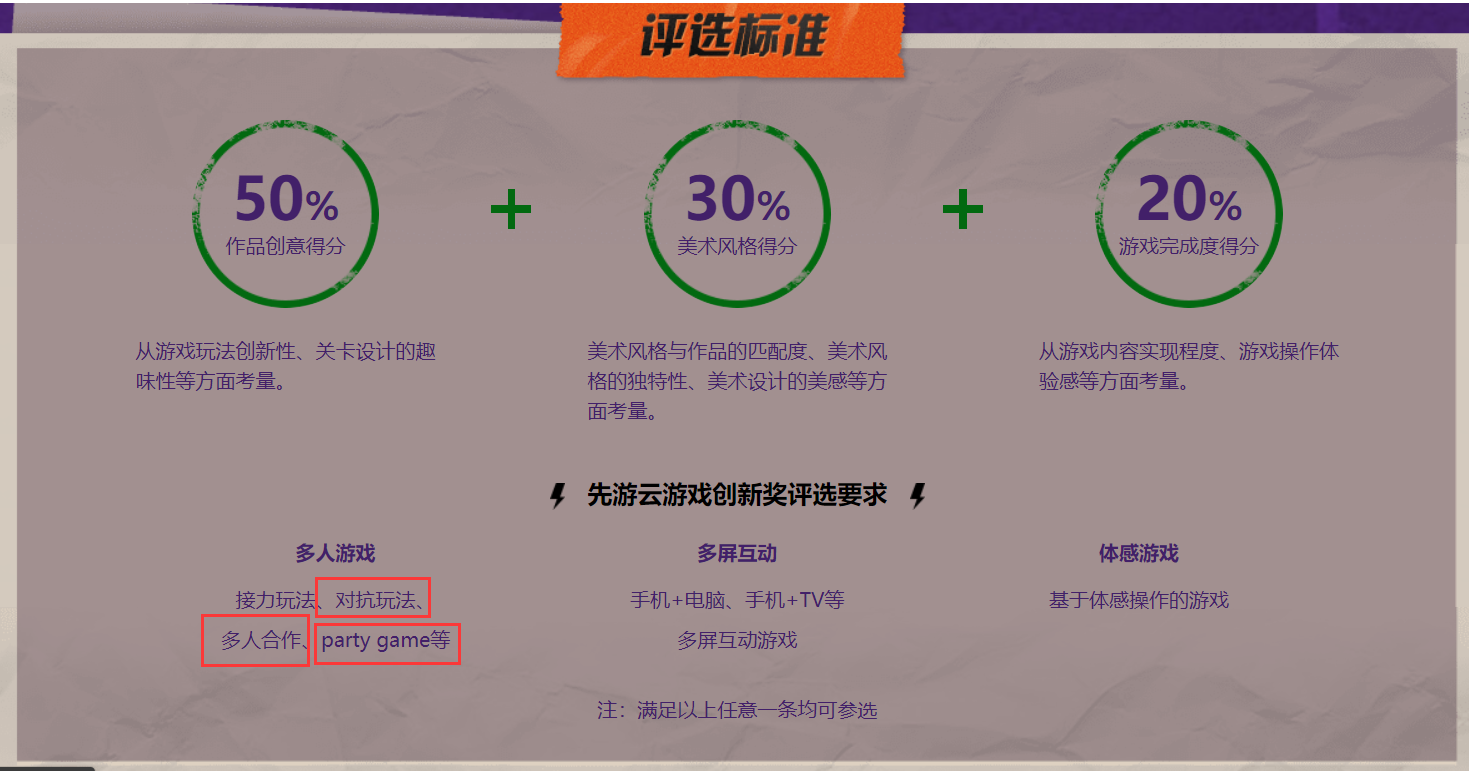 评选标准
50%
作品创意得分
+
30%
美术风格得分
+
20%
游戏完成度得分
从游戏玩法创新性、关卡设计的趣
味性等方面考量。
美术风格与作品的匹配度、美术风
格的独特性、美术设计的美感等方
面考量。
从游戏内容实现程度、游戏操作体
验感等方面考量。
先游云游戏创新奖评选要求
多人游戏
接力玩法、对抗玩法、
多人合作、party game等
多屏互动
手机+电脑、手机+TV等
多屏互动游戏
体感游戏
基于体感操作的游戏
注：满足以上任意一条均可参选